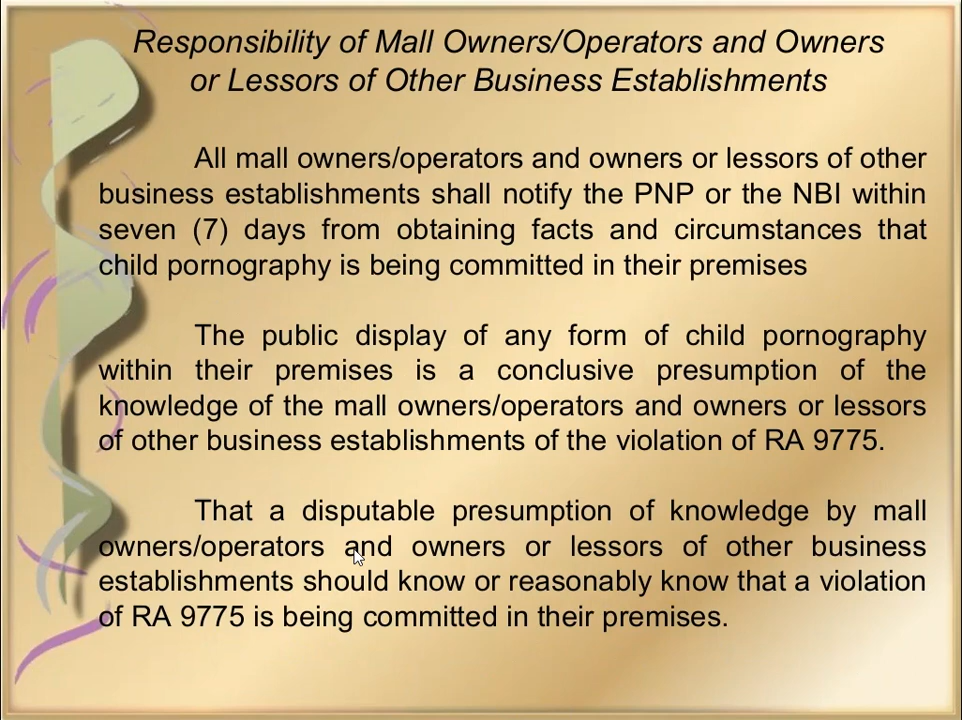 Responsibility of Mall Owners/Operators and Owners
or Lessors of Other Business Establishments
All mall owners/operators and owners or lessors of other
business establishments shall notify the PNP or the NBI within
seven (7) days from obtaining facts and circumstances that
child pornography is being committed in their premises
The public display of any form of child pornography
within their premises is a conclusive presumption of the
knowledge of the mall owners/operators and owners or lessors
of other business establishments of the violation of RA 9775.
That a disputable presumption of knowledge by mall
owners/operators and owners or lessors of other business
establishments should know or reasonably know that a violation
of RA 9775 is being committed in their premises.